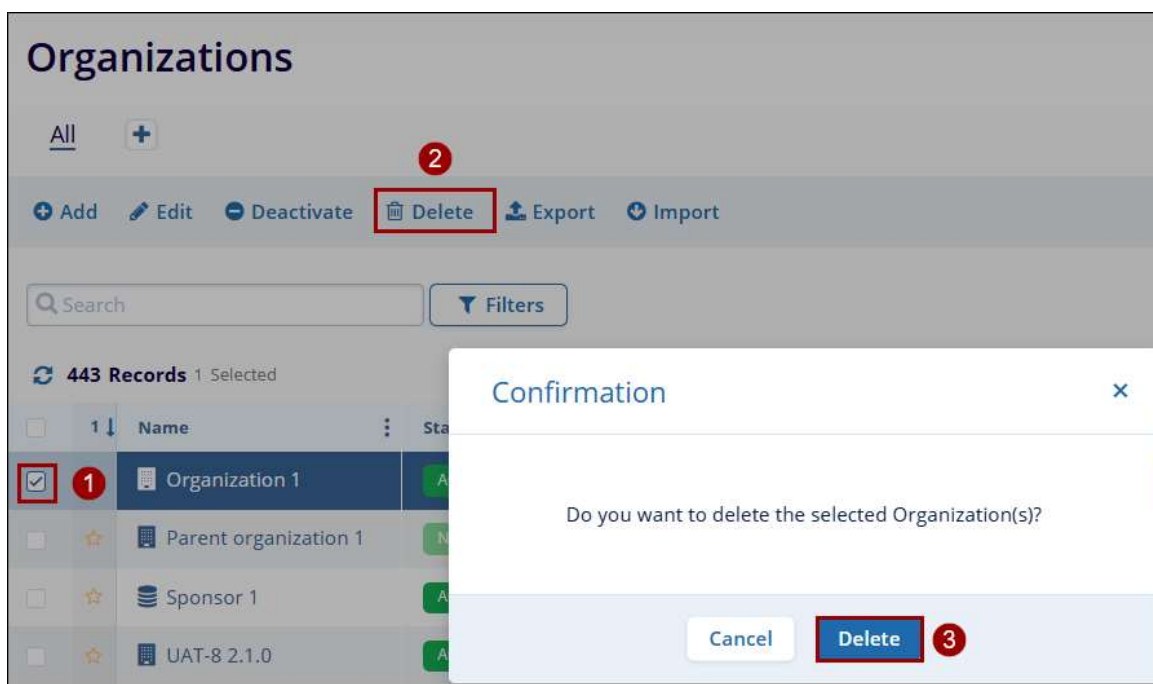 Organizations
All
2
Add Edit Deactivate Delete Export Import
Search Filters
443 Records 1 Selected
1 Name Sta
1 Organization 1 A
Parent organization 1 N
Sponsor 1 A
UAT-8 2.1.0 A
Confirmation
Do you want to delete the selected Organization(s)?
Cancel Delete 3